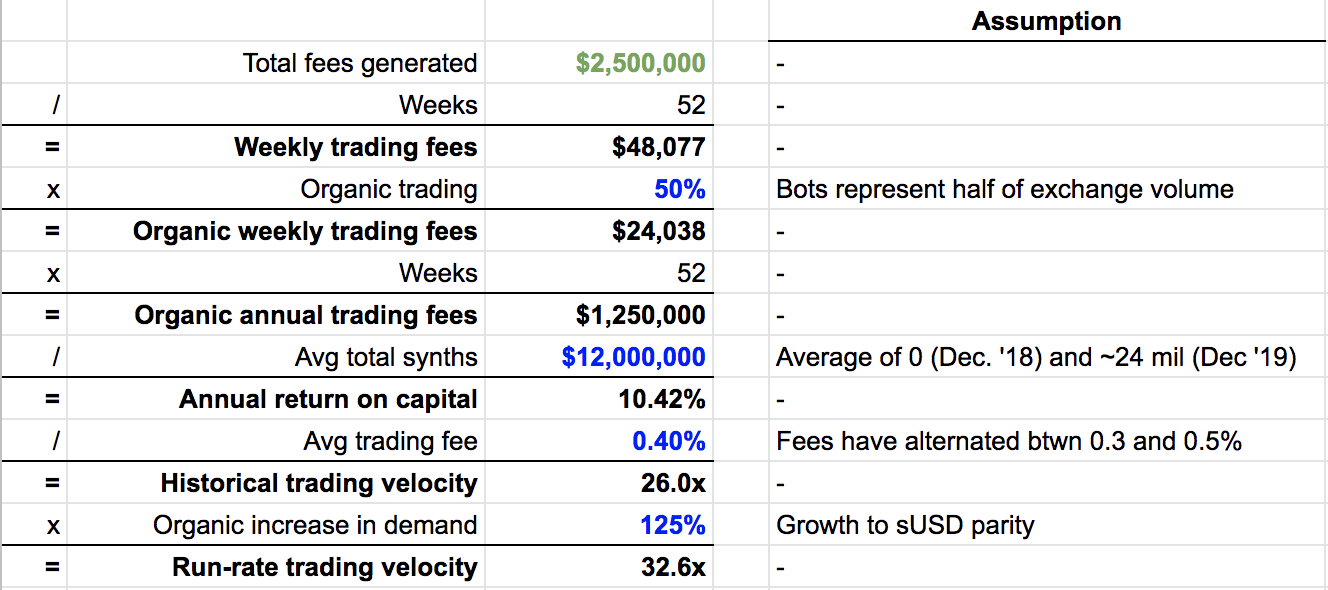 Assumption
Total fees generated $2,500,000 -
/ Weeks 52 -
= Weekly trading fees $48,077 -
x Organic trading 50% Bots represent half of exchange volume
= Organic weekly trading fees $24,038 -
x Weeks 52 -
= Organic annual trading fees $1,250,000 -
/ Avg total synths $12,000,000 Average of 0 (Dec. '18) and ~24 mil (Dec '19)
= Annual return on capital 10.42% -
/ Avg trading fee 0.40% Fees have alternated btwn 0.3 and 0.5%
= Historical trading velocity 26.0x -
x Organic increase in demand 125% Growth to sUSD parity
= Run-rate trading velocity 32.6x -